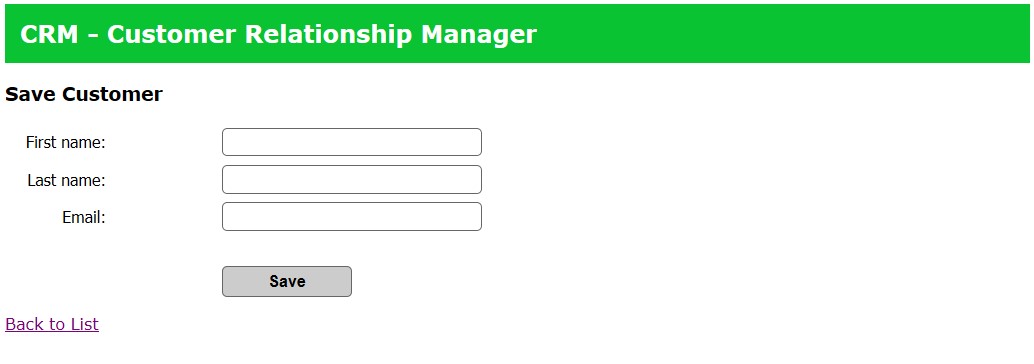 CRM - Customer Relationship Manager
Save Customer
First name:
Last name:
Email:
Save
Back to List